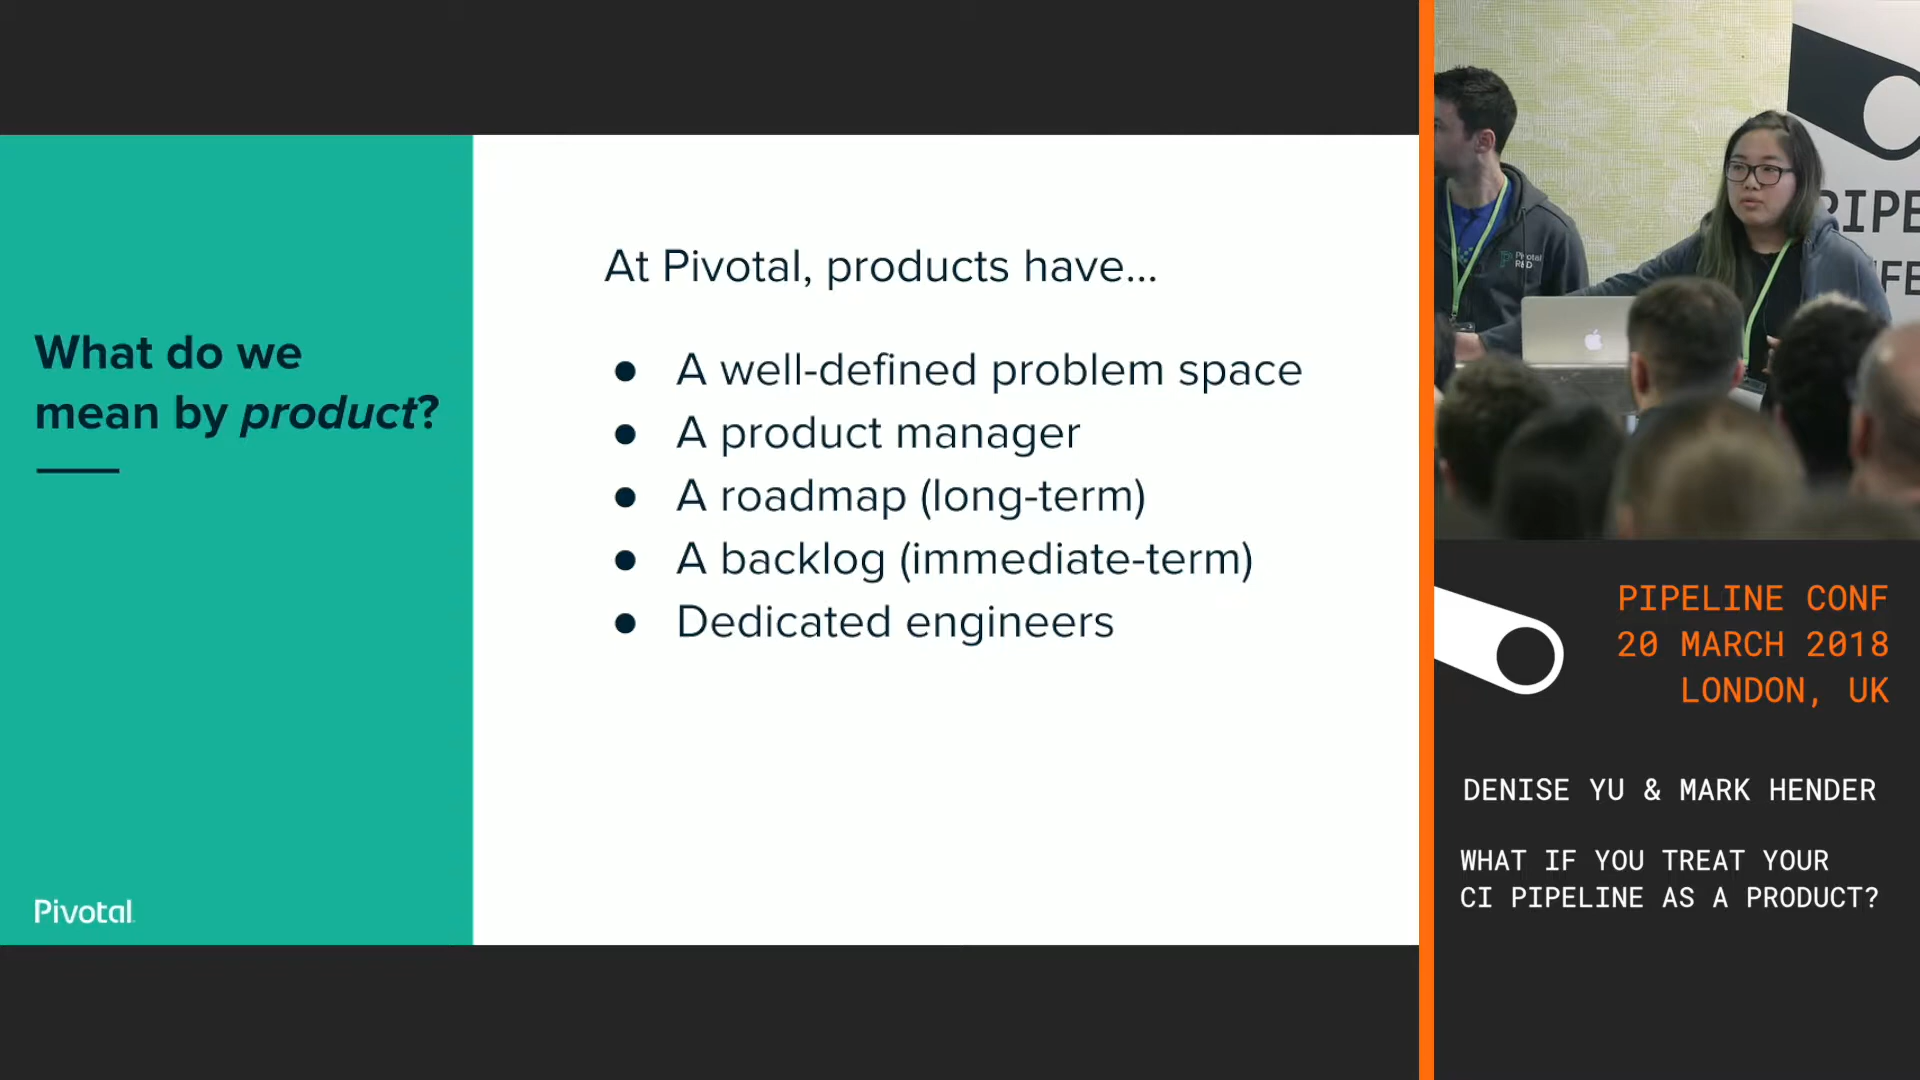 What do we
mean by product?
Pivotal
At Pivotal, products have...
● A well-defined problem space
● A product manager
● A roadmap (long-term)
● A backlog (immediate-term)
● Dedicated engineers
Pivotal
R&D
PIPELINE CONF
20 MARCH 2018
LONDON, UK
DENISE YU & MARK HENDER
WHAT IF YOU TREAT YOUR
CI PIPELINE AS A PRODUCT?